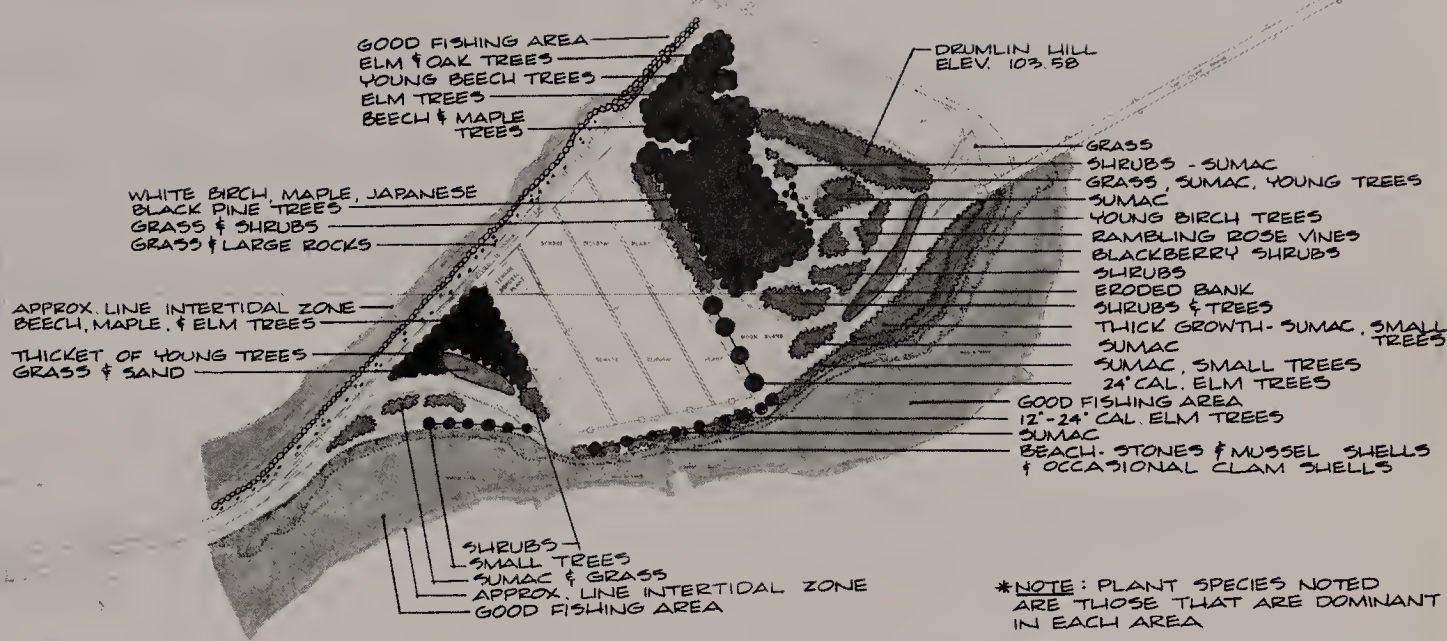 GOOD FISHING AREA
ELM & OAK TREES
YOUNG BEECH TREES
ELM TREES
BEECH & MAPLE
TREES
WHITE BIRCH, MAPLE, JAPANESE
BLACK PINE TREES
GRASS & SHRUBS
GRASS & LARGE ROCKS
APPROX. LINE INTERTIDAL ZONE
BEECH, MAPLE, & ELM TREES
THICKET OF YOUNG TREES
GRASS & SAND
DRUMLIN HILL
ELEV. 103.58
GRASS
SHRUBS - SUMAC
GRASS, SUMAC, YOUNG TREES
SUMAC
YOUNG BIRCH TREES
RAMBLING ROSE VINES
BLACKBERRY SHRUBS
SHRUBS
ERODED BANK
SHRUBS & TREES
THICK GROWTH - SUMAC, SMALL
TREES
SUMAC
SUMAC, SMALL TREES
24" CAL. ELM TREES
GOOD FISHING AREA
12"-24" CAL. ELM TREES
SUMAC
BEACH - STONES & MUSSEL SHELLS
& OCCASIONAL CLAM SHELLS
SHRUBS
SMALL TREES
SUMAC & GRASS
APPROX. LINE INTERTIDAL ZONE
GOOD FISHING AREA
*NOTE: PLANT SPECIES NOTED
ARE THOSE THAT ARE DOMINANT
IN EACH AREA